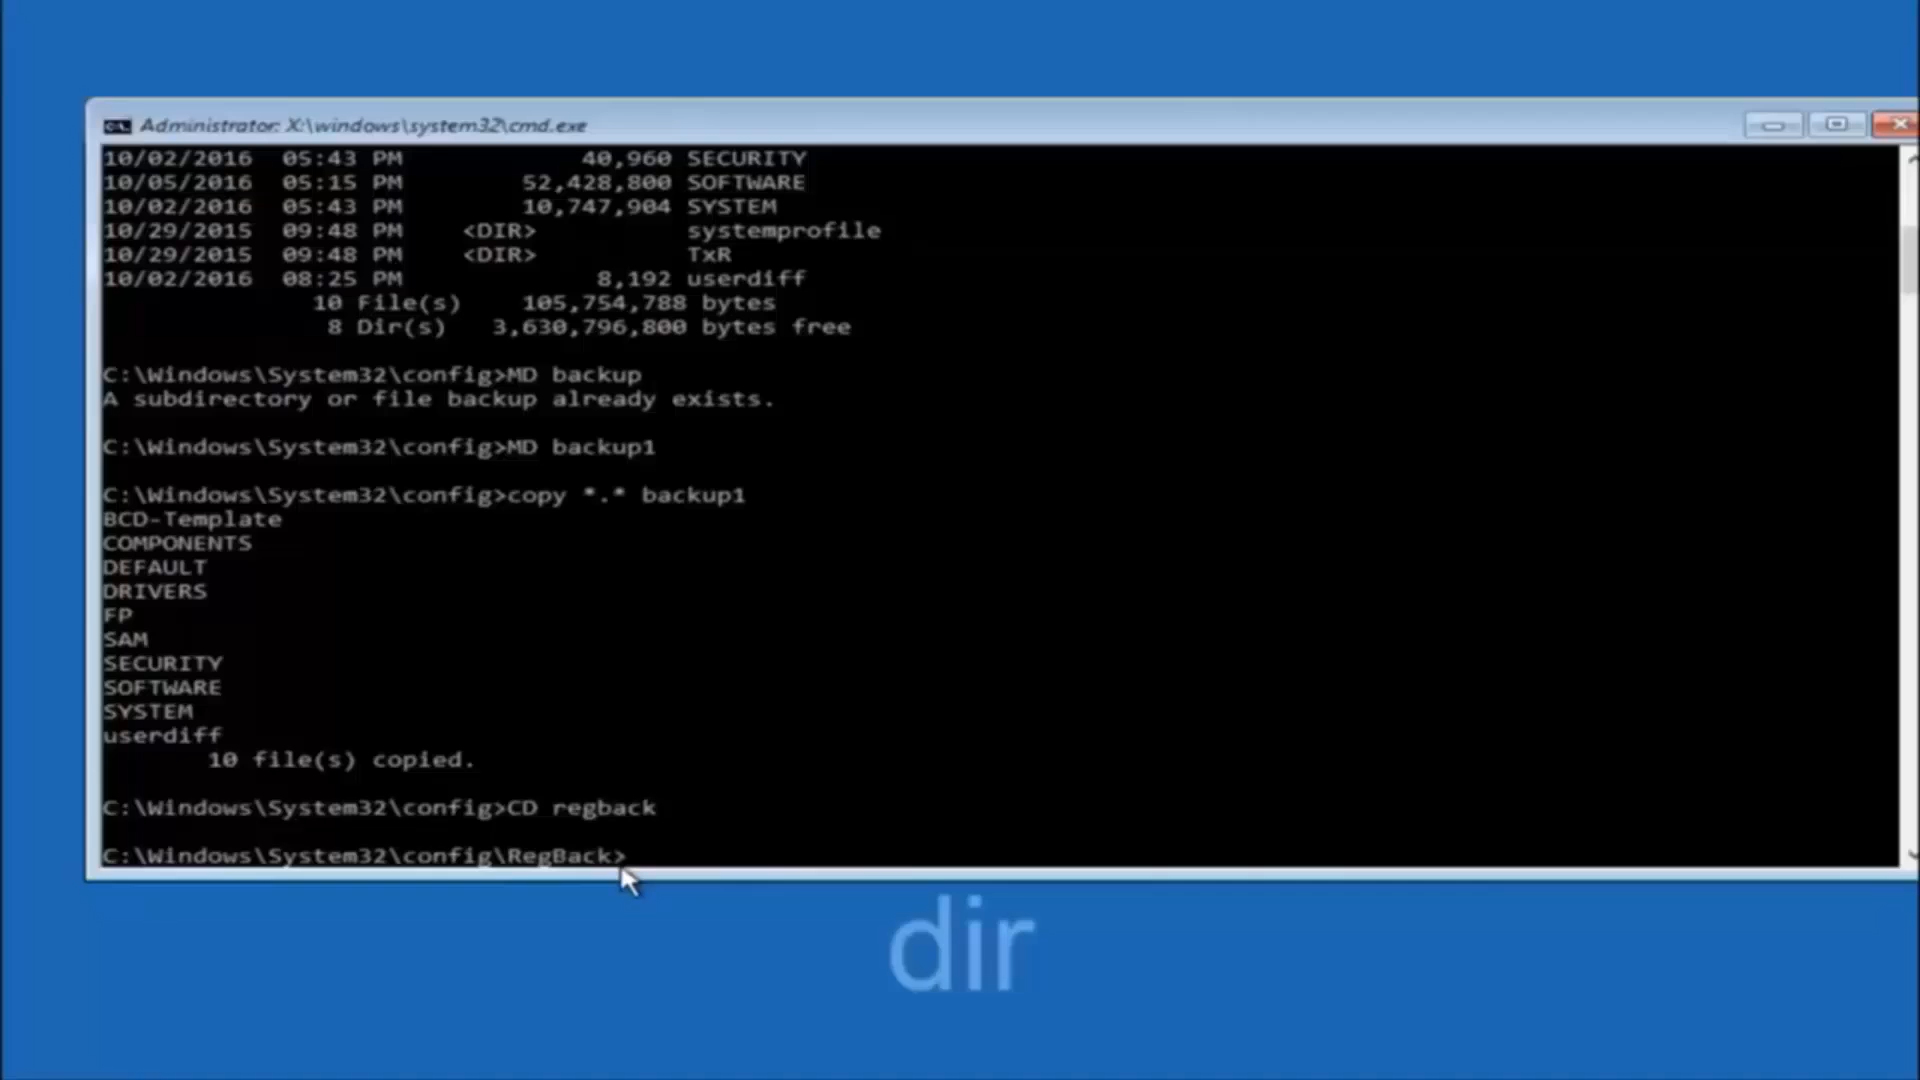 Administrator: X:\windows\system32\cmd.exe
10/02/2016  05:43 PM            40,960 SECURITY
10/05/2016  05:15 PM        52,428,800 SOFTWARE
10/02/2016  05:43 PM        10,747,904 SYSTEM
10/29/2015  09:48 PM    <DIR>          systemprofile
10/29/2015  09:48 PM    <DIR>          TxR
10/02/2016  08:25 PM             8,192 userdiff
              10 File(s)    105,754,788 bytes
               8 Dir(s)   3,630,796,800 bytes free
C:\Windows\System32\config>MD backup
A subdirectory or file backup already exists.
C:\Windows\System32\config>MD backup1
C:\Windows\System32\config>copy *.* backup1
BCD-Template
COMPONENTS
DEFAULT
DRIVERS
FP
SAM
SECURITY
SOFTWARE
SYSTEM
userdiff
       10 file(s) copied.
C:\Windows\System32\config>CD regback
C:\Windows\System32\config\RegBack>
dir